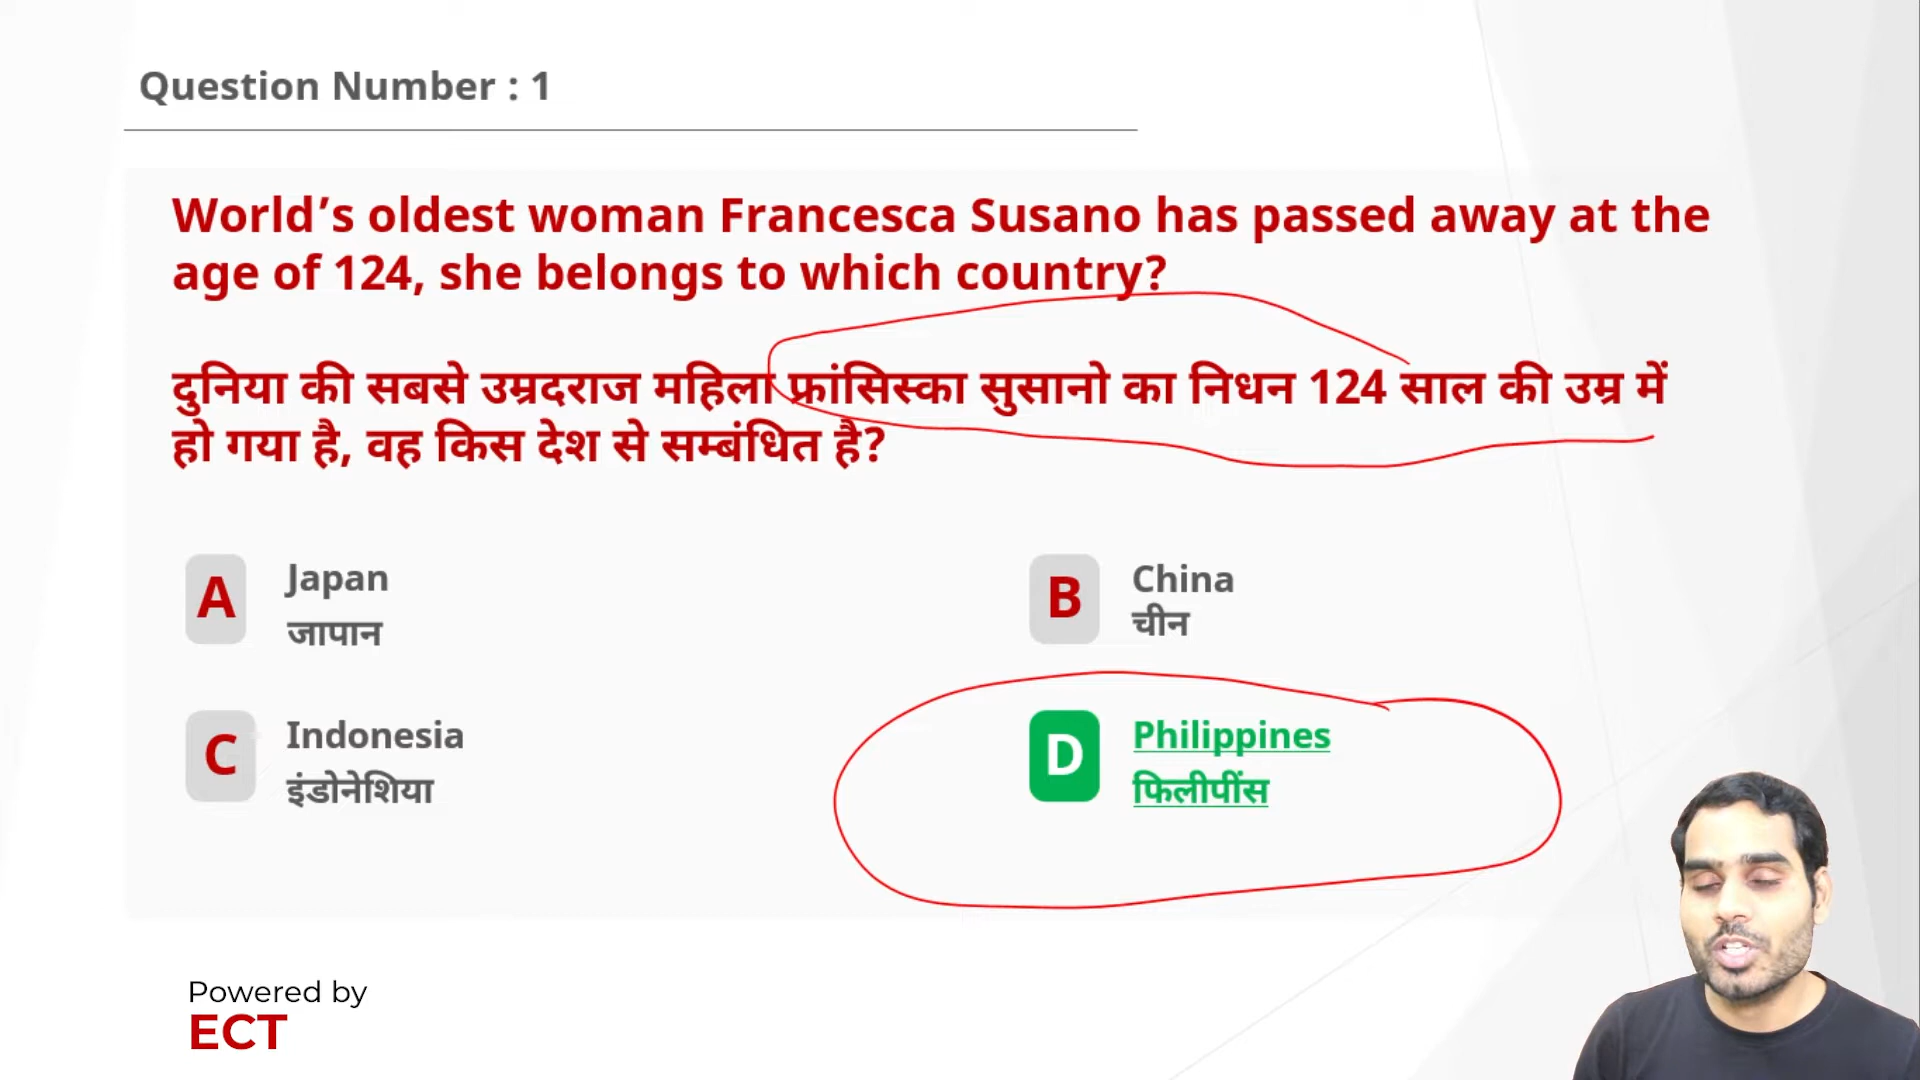 Question Number : 1
World’s oldest woman Francesca Susano has passed away at the
age of 124, she belongs to which country?
दुनिया की सबसे उम्रदराज महिला फ्रांसिस्का सुसानो का निधन 124 साल की उम्र में
हो गया है, वह किस देश से सम्बंधित है?
A Japan
जापान
B China
चीन
C Indonesia
इंडोनेशिया
D Philippines
फिलीपींस
Powered by
ECT